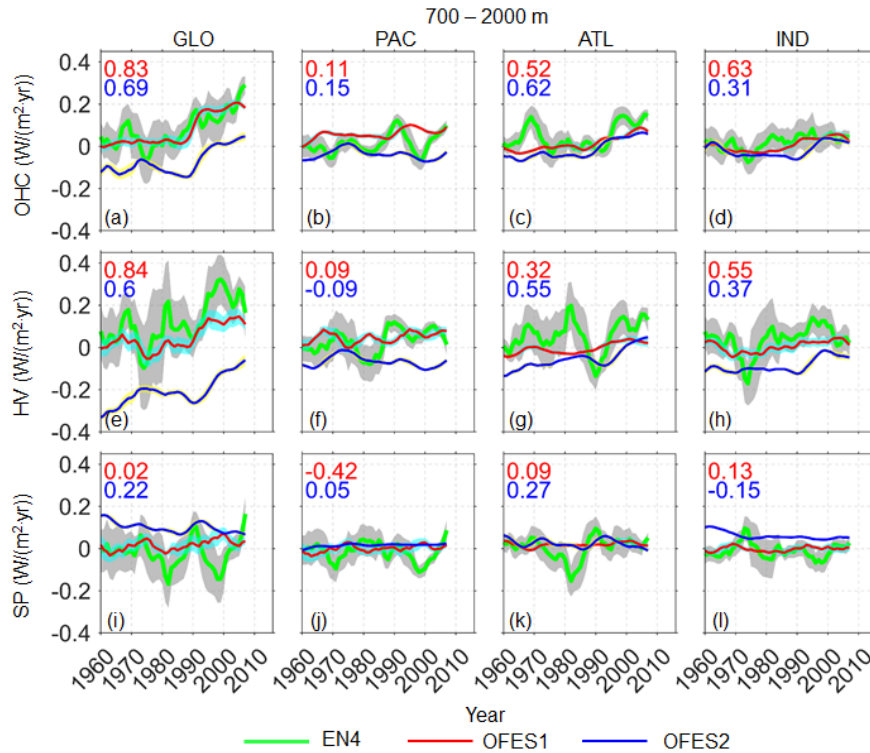 700 – 2000 m
GLO PAC ATL IND
OHC (W/(m²·yr))
0.4 0.2 0 -0.2 -0.4
0.83 0.11 0.52 0.63
0.69 0.15 0.62 0.31
(a) (b) (c) (d)
HV (W/(m²·yr))
0.4 0.2 0 -0.2 -0.4
0.84 0.09 0.32 0.55
0.6 -0.09 0.55 0.37
(e) (f) (g) (h)
SP (W/(m²·yr))
0.4 0.2 0 -0.2 -0.4
0.02 -0.42 0.09 0.13
0.22 0.05 0.27 -0.15
(i) (j) (k) (l)
1960 1970 1980 1990 2000 2010 1960 1970 1980 1990 2000 2010 1960 1970 1980 1990 2000 2010 1960 1970 1980 1990 2000 2010
Year
EN4 OFES1 OFES2